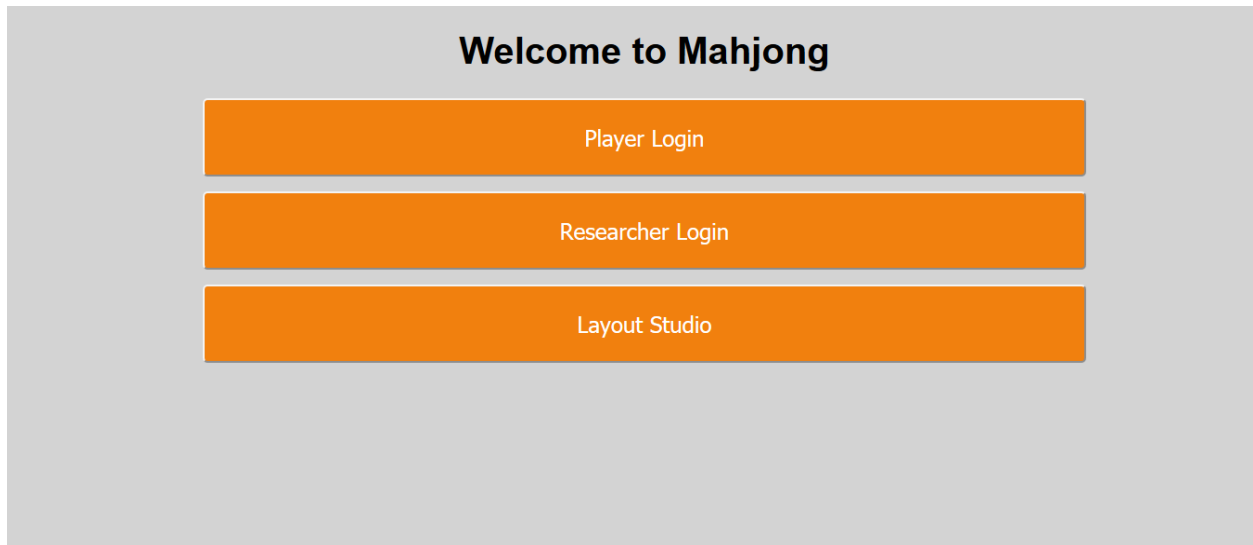 Welcome to Mahjong
Player Login
Researcher Login
Layout Studio